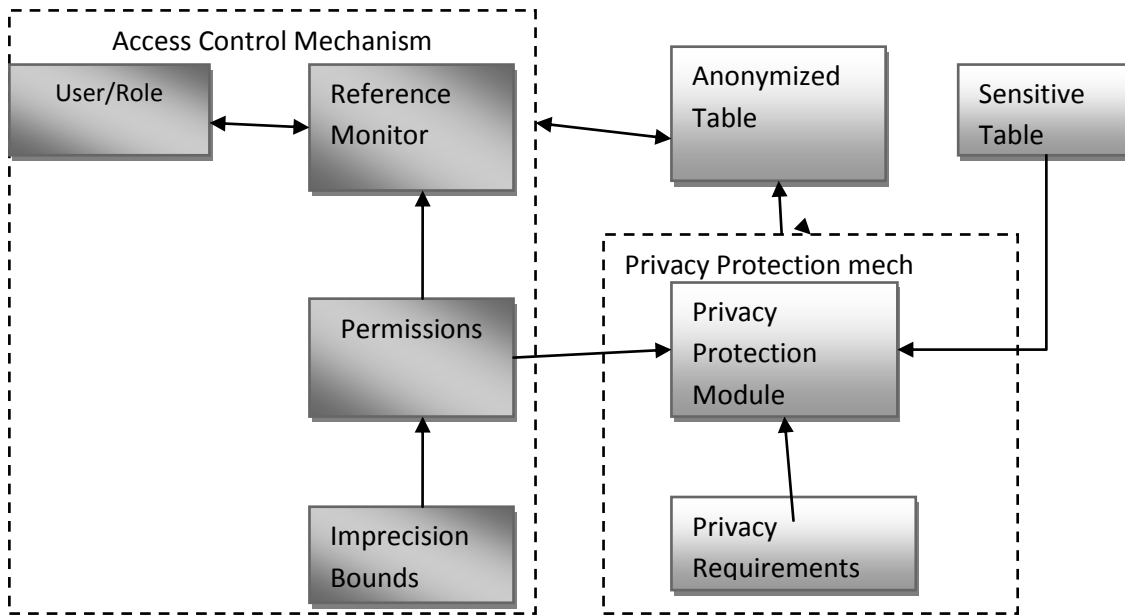 Access Control Mechanism
User/Role
Reference
Monitor
Anonymized
Table
Sensitive
Table
Privacy Protection mech
Permissions
Privacy
Protection
Module
Imprecision
Bounds
Privacy
Requirements